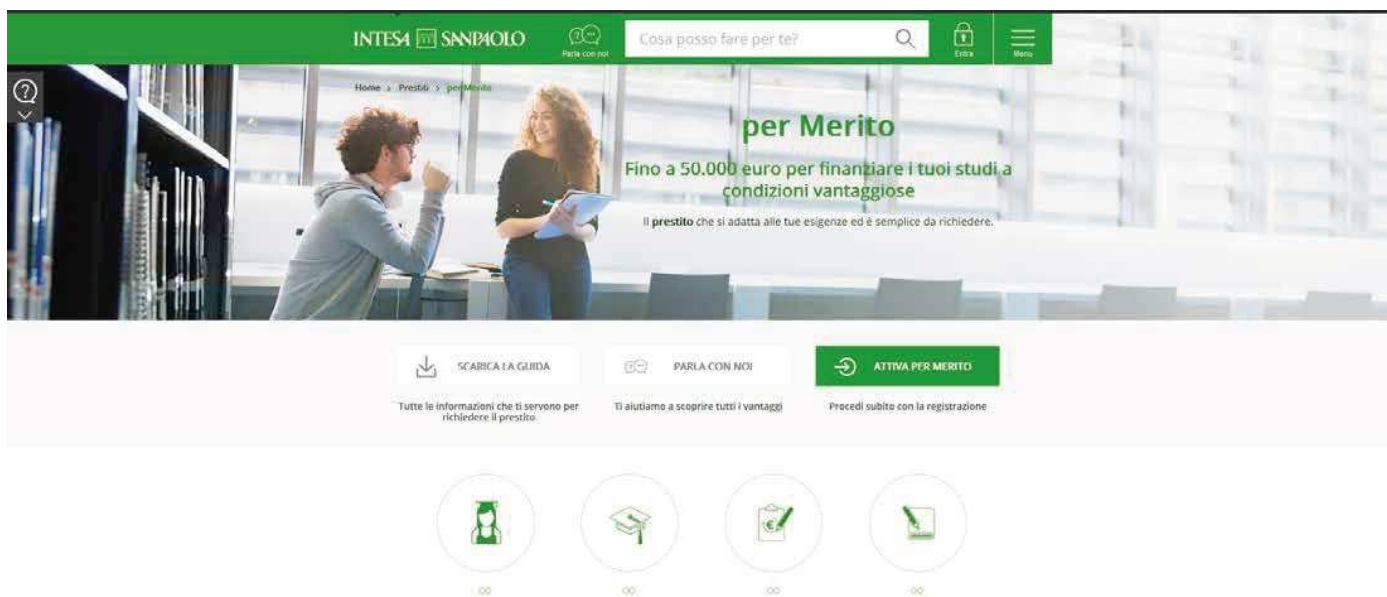 INTESA SANPAOLO
Parla con noi
Cosa posso fare per te?
Entra
Menu
Home > Prestiti > perMerito
per Merito
Fino a 50.000 euro per finanziare i tuoi studi a
condizioni vantaggiose
Il prestito che si adatta alle tue esigenze ed è semplice da richiedere.
SCARICA LA GUIDA
PARLA CON NOI
ATTIVA PER MERITO
Tutte le informazioni che ti servono per
richiedere il prestito
Ti aiutiamo a scoprire tutti i vantaggi
Procedi subito con la registrazione